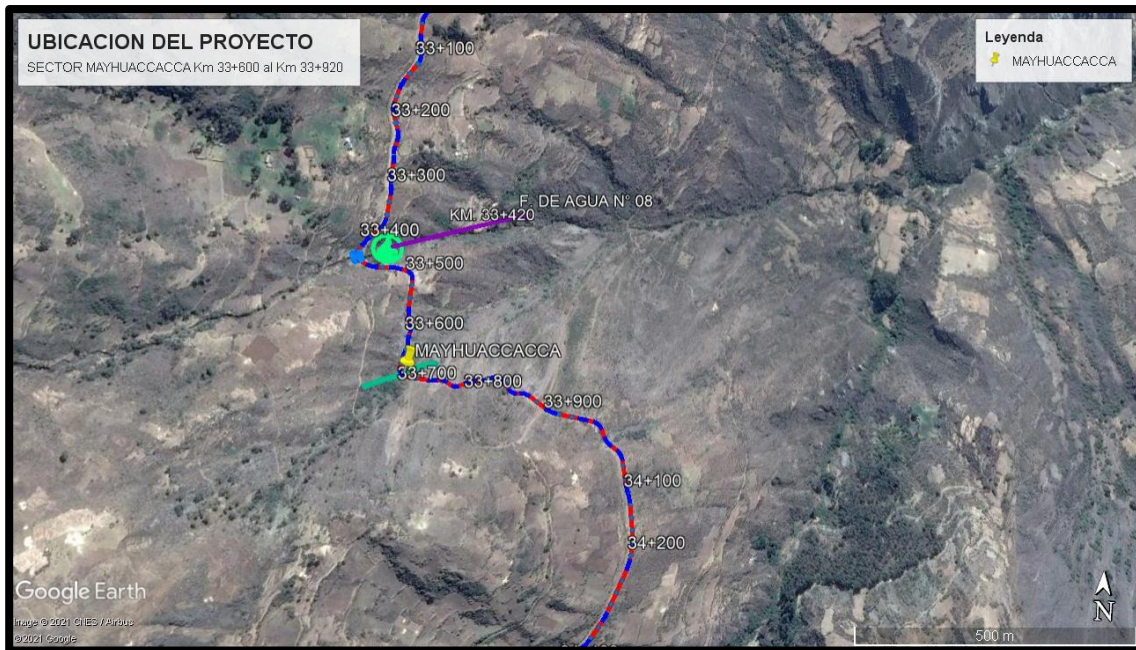 UBICACION DEL PROYECTO
SECTOR MAYHUACCACCA Km 33+600 al Km 33+920
Leyenda
MAYHUACCACCA
33+100
33+200
33+300
F. DE AGUA N° 08
KM. 33+420
33+400
33+500
33+600
MAYHUACCACCA
33+700
33+800
33+900
34+100
34+200
Google Earth
Image © 2021 CNES / Airbus
©2021 Google
N
500 m